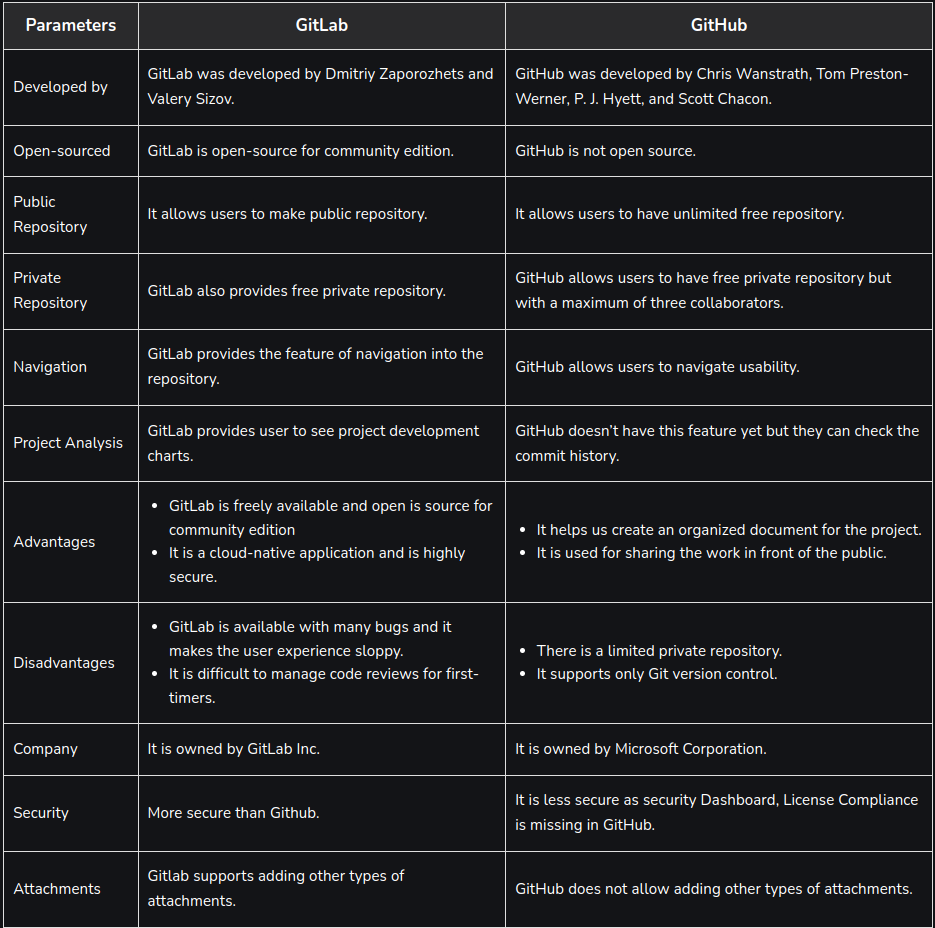 Parameters GitLab GitHub
Developed by
GitLab was developed by Dmitriy Zaporozhets and
Valery Sizov.
GitHub was developed by Chris Wanstrath, Tom Preston-
Werner, P. J. Hyett, and Scott Chacon.
Open-sourced
GitLab is open-source for community edition.
GitHub is not open source.
Public
Repository
It allows users to make public repository.
It allows users to have unlimited free repository.
Private
Repository
GitLab also provides free private repository.
GitHub allows users to have free private repository but
with a maximum of three collaborators.
Navigation
GitLab provides the feature of navigation into the
repository.
GitHub allows users to navigate usability.
Project Analysis
GitLab provides user to see project development
charts.
GitHub doesn’t have this feature yet but they can check the
commit history.
Advantages
• GitLab is freely available and open is source for
community edition
• It is a cloud-native application and is highly
secure.
• It helps us create an organized document for the project.
• It is used for sharing the work in front of the public.
Disadvantages
• GitLab is available with many bugs and it
makes the user experience sloppy.
• It is difficult to manage code reviews for first-
timers.
• There is a limited private repository.
• It supports only Git version control.
Company
It is owned by GitLab Inc.
It is owned by Microsoft Corporation.
Security
More secure than Github.
It is less secure as security Dashboard, License Compliance
is missing in GitHub.
Attachments
Gitlab supports adding other types of
attachments.
GitHub does not allow adding other types of attachments.